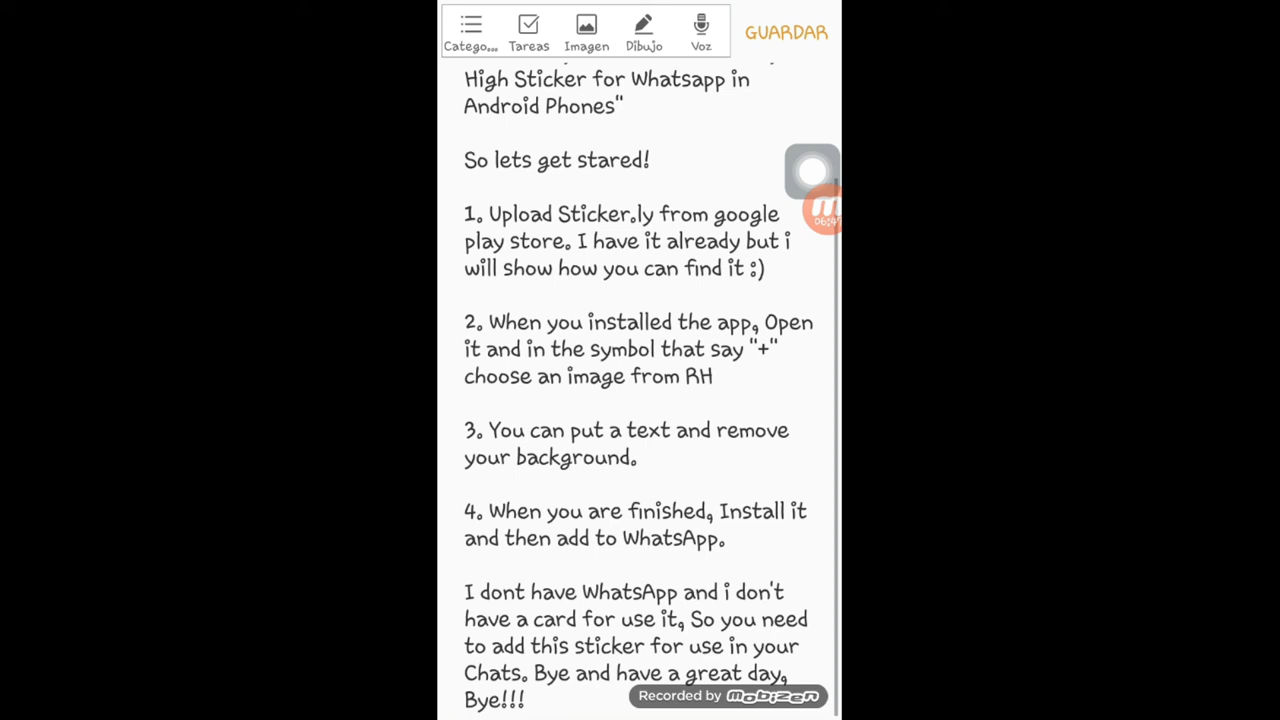 Catego... Tareas Imagen Dibujo Voz GUARDAR
High Sticker for Whatsapp in
Android Phones"
So lets get stared!
1. Upload Sticker.ly from google
play store. I have it already but i
will show how you can find it :)
2. When you installed the app, Open
it and in the symbol that say "+"
choose an image from RH
3. You can put a text and remove
your background.
4. When you are finished, Install it
and then add to WhatsApp.
I dont have WhatsApp and i don't
have a card for use it, So you need
to add this sticker for use in your
Chats. Bye and have a great day,
Bye!!!
Recorded by mobizen